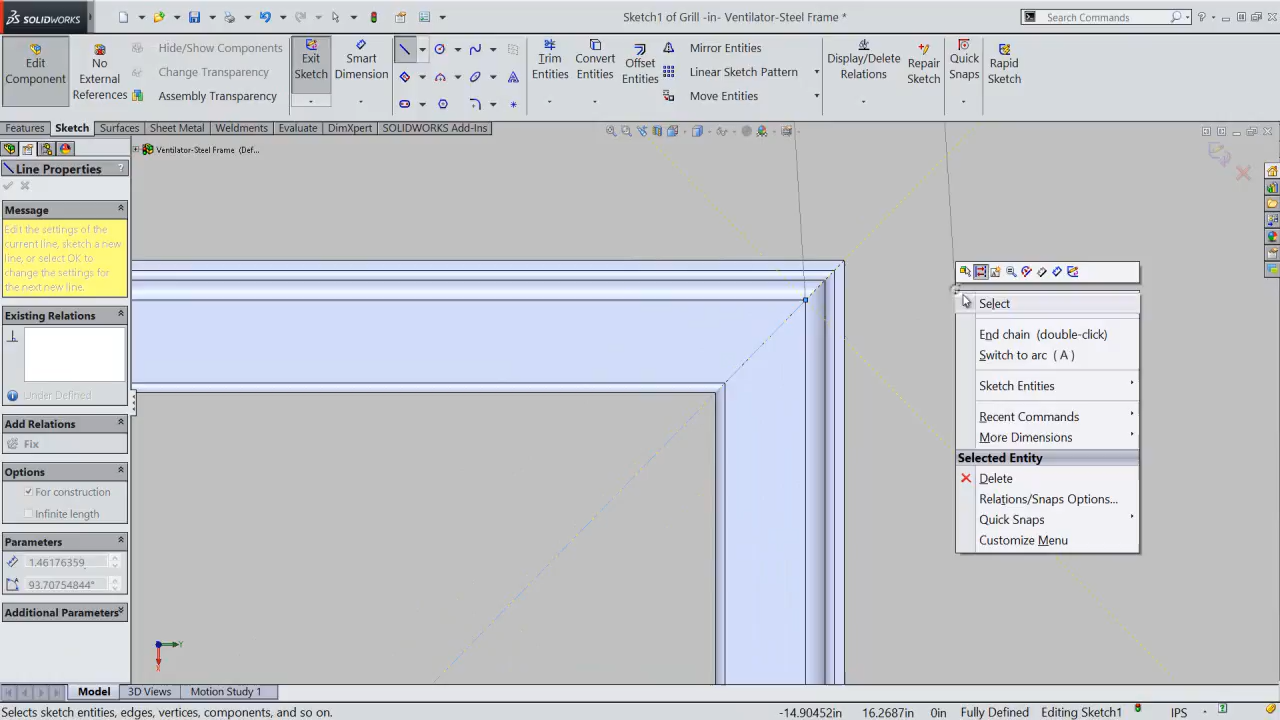 SOLIDWORKS
Sketch1 of Grill -in- Ventilator-Steel Frame *
Search Commands
Edit Component
No External References
Hide/Show Components
Change Transparency
Assembly Transparency
Exit Sketch
Smart Dimension
Trim Entities
Convert Entities
Offset Entities
Mirror Entities
Linear Sketch Pattern
Move Entities
Display/Delete Relations
Repair Sketch
Quick Snaps
Rapid Sketch
Features
Sketch
Surfaces
Sheet Metal
Weldments
Evaluate
DimXpert
SOLIDWORKS Add-Ins
Ventilator-Steel Frame (Def...
Line Properties
?
Message
Edit the settings of the
current line, sketch a new
line, or select OK to
change the settings for
the next new line.
Existing Relations
Under Defined
Add Relations
Fix
Options
For construction
Infinite length
Parameters
1.46176359
93.70754844"
Additional Parameters
Select
End chain (double-click)
Switch to arc ( A )
Sketch Entities
Recent Commands
More Dimensions
Selected Entity
Delete
Relations/Snaps Options...
Quick Snaps
Customize Menu
Y
X
Model
3D Views
Motion Study 1
Selects sketch entities, edges, vertices, components, and so on.
-14.90452in
16.2687in
0in
Fully Defined
Editing Sketch1
IPS